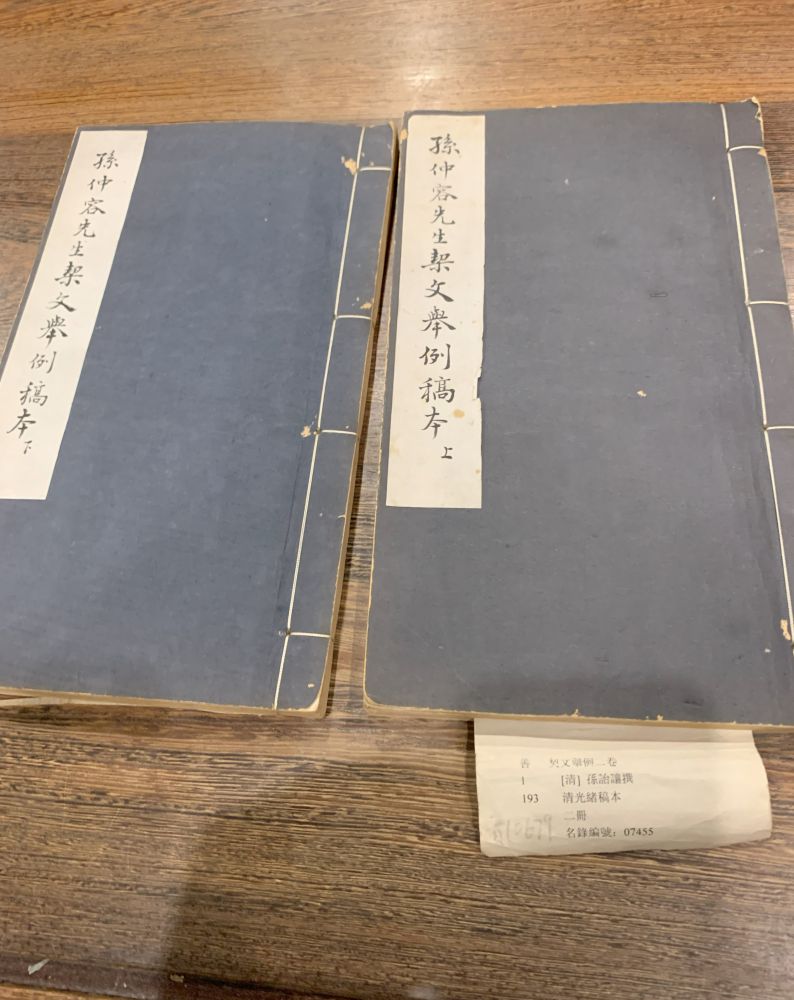 孫仲容先生栔文舉例稿本 上
孫仲容先生栔文舉例稿本 下
善 契文舉例二卷
1 [清] 孫詒讓撰
193 清光緒稿本
二冊
名錄編號：07455